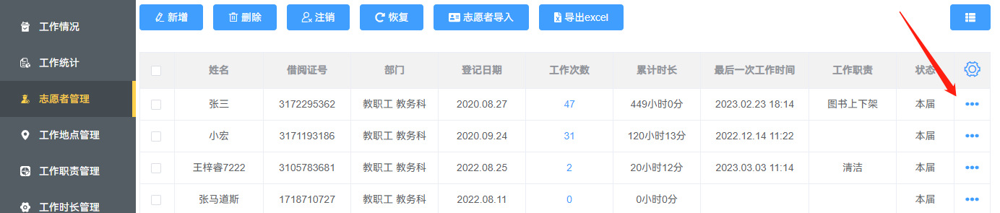 新增 删除 注销 恢复 志愿者导入 导出excel
工作情况
工作统计
志愿者管理
工作地点管理
工作职责管理
工作时长管理
姓名 借阅证号 部门 登记日期 工作次数 累计时长 最后一次工作时间 工作职责 状态
张三 3172295362 教职工 教务科 2020.08.27 47 449小时0分 2023.02.23 18:14 图书上下架 本届
小宏 3171193186 教职工 教务科 2020.09.24 31 120小时13分 2022.12.14 11:22 本届
王梓睿7222 3105783681 教职工 教务科 2022.08.25 2 20小时12分 2023.03.03 11:14 清洁 本届
张马道斯 1718710727 教职工 教务科 2022.08.11 0 0小时0分 本届